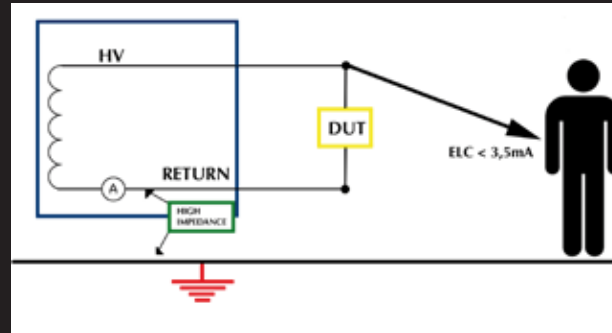 HV
DUT
ELC < 3,5mA
A
RETURN
HIGH
IMPEDANCE